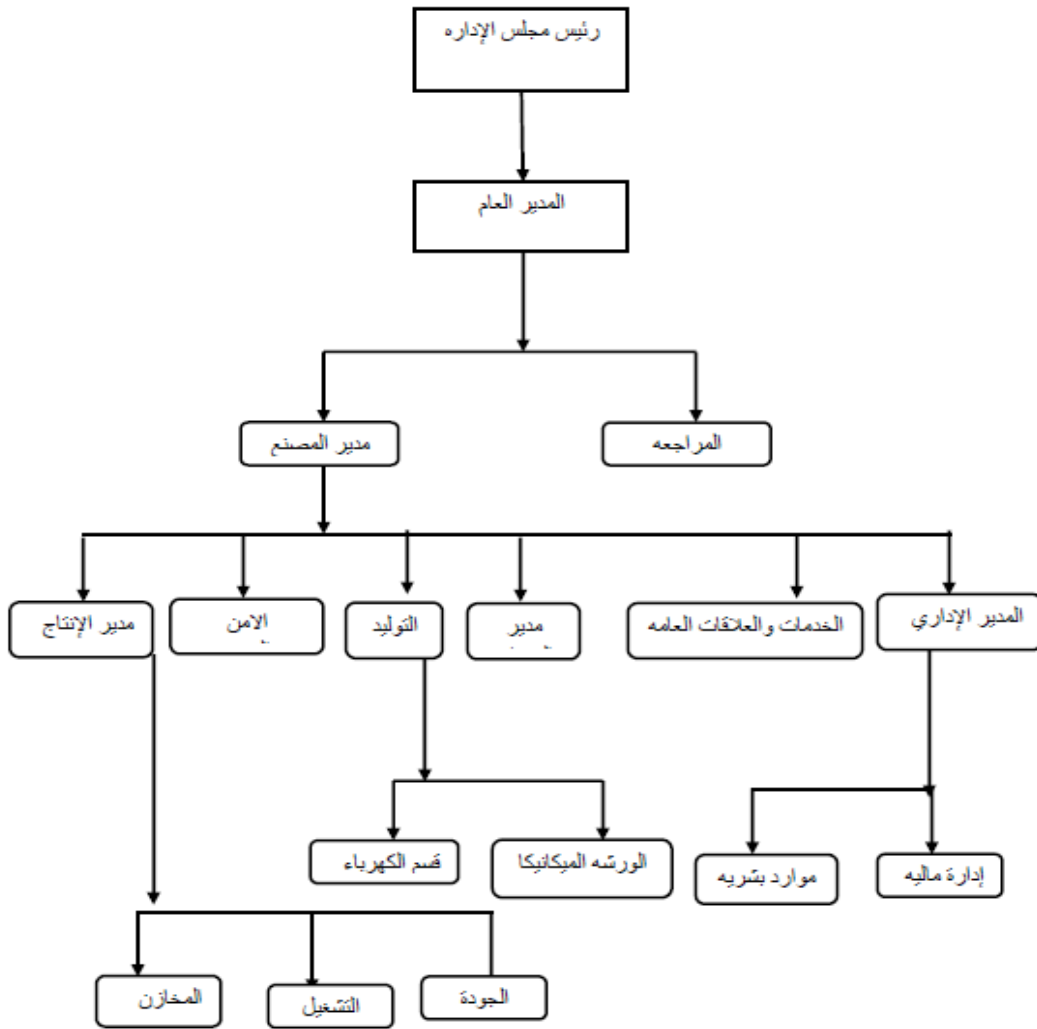 رئيس مجلس الإداره
المدير العام
المراجعه
مدير المصنع
المدير الإداري
الخدمات والعلاقات العامه
مدير
التوليد
الامن
مدير الإنتاج
الورشه الميكانيكا
قسم الكهرباء
إدارة ماليه
موارد بشريه
الجودة
التشغيل
المخازن